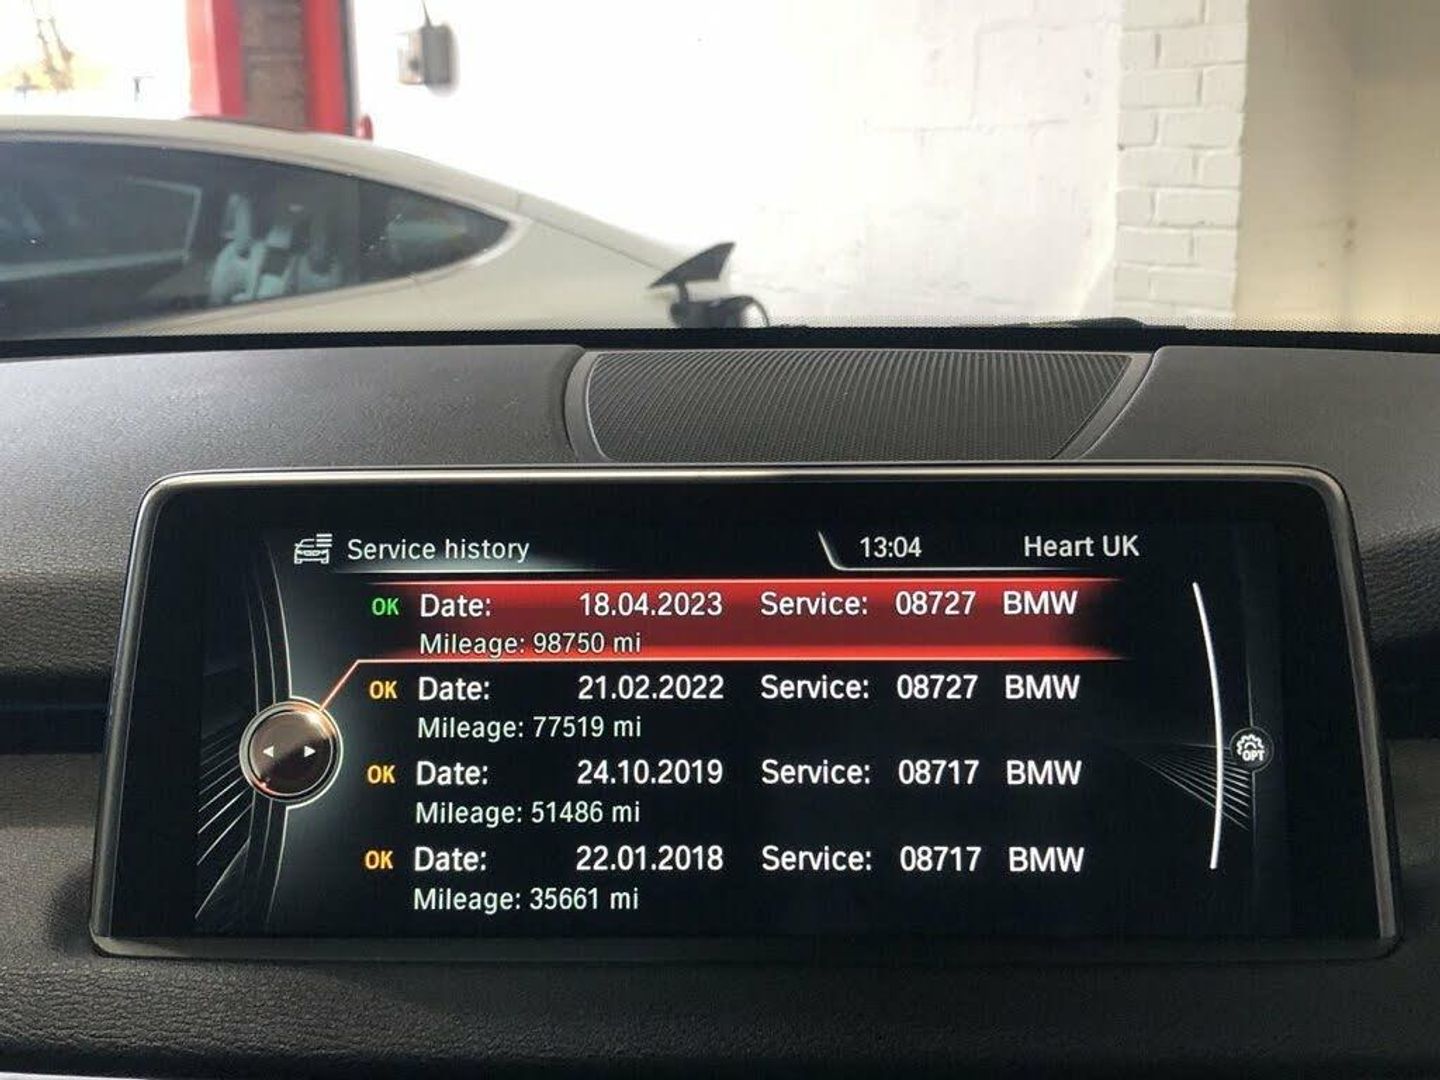 Service history 13:04 Heart UK
OK Date: 18.04.2023 Service: 08727 BMW
Mileage: 98750 mi
OK Date: 21.02.2022 Service: 08727 BMW
Mileage: 77519 mi
OK Date: 24.10.2019 Service: 08717 BMW
Mileage: 51486 mi
OK Date: 22.01.2018 Service: 08717 BMW
Mileage: 35661 mi
OPT